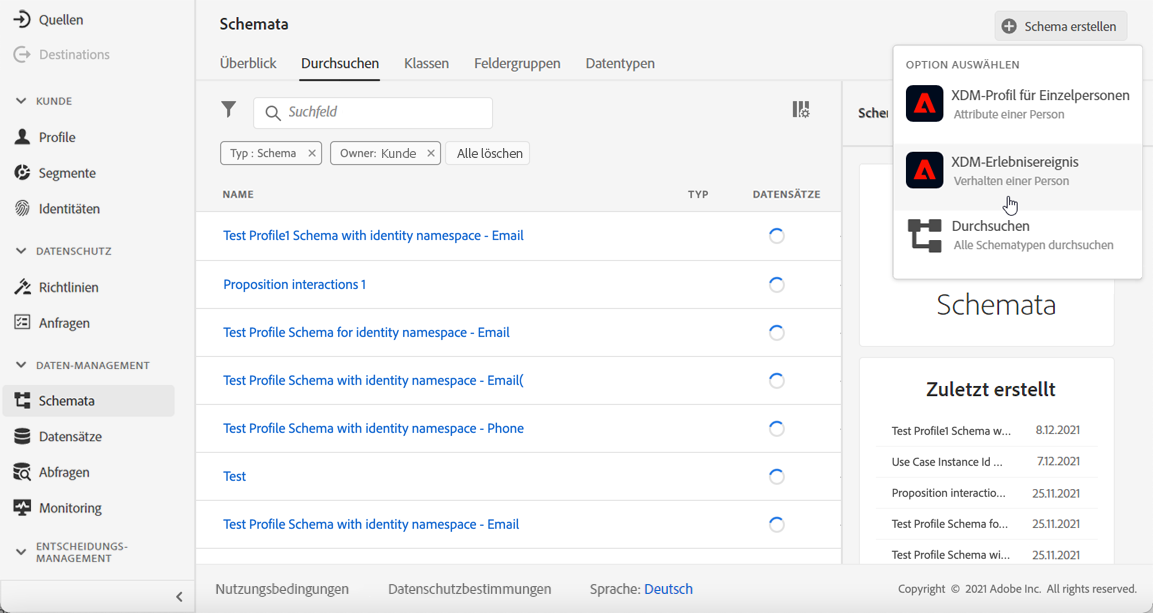 Quellen
Destinations
KUNDE
Profile
Segmente
Identitäten
DATENSCHUTZ
Richtlinien
Anfragen
DATEN-MANAGEMENT
Schemata
Datensätze
Abfragen
Monitoring
ENTSCHEIDUNGS-
MANAGEMENT
Schemata
Schema erstellen
Überblick Durchsuchen Klassen Feldergruppen Datentypen
Suchfeld
Typ : Schema × Owner: Kunde × Alle löschen
NAME TYP DATENSÄTZE
Test Profile1 Schema with identity namespace - Email
Proposition interactions 1
Test Profile Schema for identity namespace - Email
Test Profile Schema with identity namespace - Email(
Test Profile Schema with identity namespace - Phone
Test
Test Profile Schema with identity namespace - Email
OPTION AUSWÄHLEN
XDM-Profil für Einzelpersonen
Attribute einer Person
XDM-Erlebnisereignis
Verhalten einer Person
Durchsuchen
Alle Schematypen durchsuchen
Schemata
Zuletzt erstellt
Test Profile1 Schema w... 8.12.2021
Use Case Instance Id ... 7.12.2021
Proposition interactio... 25.11.2021
Test Profile Schema fo... 25.11.2021
Test Profile Schema wi... 25.11.2021
Nutzungsbedingungen Datenschutzbestimmungen Sprache: Deutsch Copyright © 2021 Adobe Inc. All rights reserved.